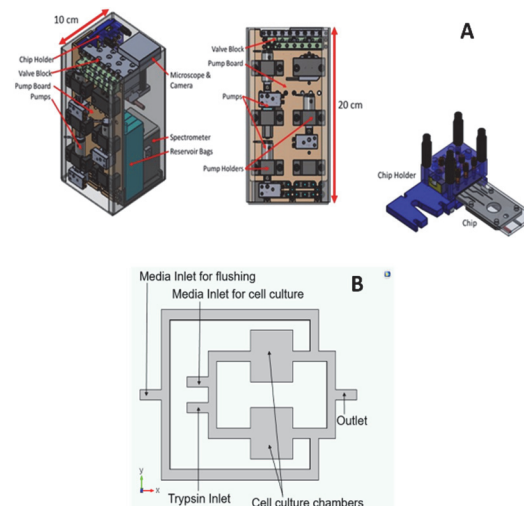 10 cm
Chip Holder
Valve Block
Pump Board
Pumps
Microscope &
Camera
Spectrometer
Reservoir Bags
Valve Block
Pump Board
Pumps
Pump Holders
20 cm
A
Chip Holder
Chip
B
Media Inlet for flushing
Media Inlet for cell culture
Outlet
Trypsin Inlet
Cell culture chambers
y
z
x